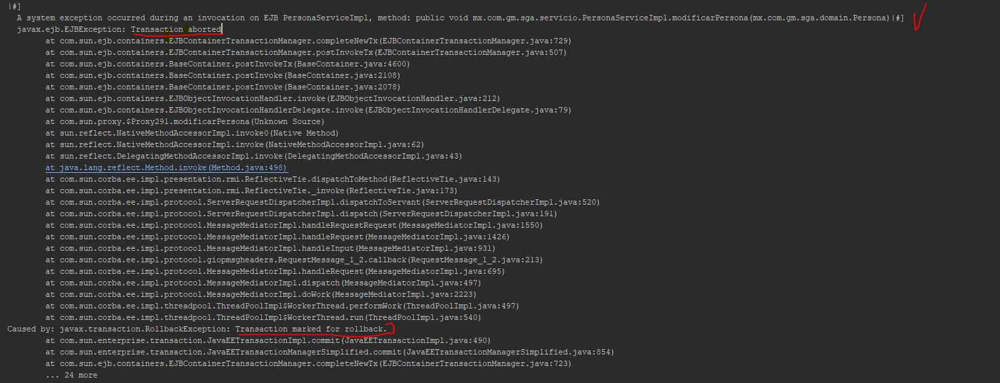 |#]
A system exception occurred during an invocation on EJB PersonaServiceImpl, method: public void mx.com.gm.sga.servicio.PersonaServiceImpl.modificarPersona(mx.com.gm.sga.domain.Persona)|#]
javax.ejb.EJBException: Transaction aborted
at com.sun.ejb.containers.EJBContainerTransactionManager.completeNewTx(EJBContainerTransactionManager.java:729)
at com.sun.ejb.containers.EJBContainerTransactionManager.postInvokeTx(EJBContainerTransactionManager.java:507)
at com.sun.ejb.containers.BaseContainer.postInvokeTx(BaseContainer.java:4600)
at com.sun.ejb.containers.BaseContainer.postInvoke(BaseContainer.java:2108)
at com.sun.ejb.containers.BaseContainer.postInvoke(BaseContainer.java:2078)
at com.sun.ejb.containers.EJBObjectInvocationHandler.invoke(EJBObjectInvocationHandler.java:212)
at com.sun.ejb.containers.EJBObjectInvocationHandlerDelegate.invoke(EJBObjectInvocationHandlerDelegate.java:79)
at com.sun.proxy.$Proxy291.modificarPersona(Unknown Source)
at sun.reflect.NativeMethodAccessorImpl.invoke0(Native Method)
at sun.reflect.NativeMethodAccessorImpl.invoke(NativeMethodAccessorImpl.java:62)
at sun.reflect.DelegatingMethodAccessorImpl.invoke(DelegatingMethodAccessorImpl.java:43)
at java.lang.reflect.Method.invoke(Method.java:498)
at com.sun.corba.ee.impl.presentation.rmi.ReflectiveTie.dispatchToMethod(ReflectiveTie.java:143)
at com.sun.corba.ee.impl.presentation.rmi.ReflectiveTie._invoke(ReflectiveTie.java:173)
at com.sun.corba.ee.impl.protocol.ServerRequestDispatcherImpl.dispatchToServant(ServerRequestDispatcherImpl.java:520)
at com.sun.corba.ee.impl.protocol.ServerRequestDispatcherImpl.dispatch(ServerRequestDispatcherImpl.java:191)
at com.sun.corba.ee.impl.protocol.MessageMediatorImpl.handleRequestRequest(MessageMediatorImpl.java:1550)
at com.sun.corba.ee.impl.protocol.MessageMediatorImpl.handleRequest(MessageMediatorImpl.java:1426)
at com.sun.corba.ee.impl.protocol.MessageMediatorImpl.handleInput(MessageMediatorImpl.java:931)
at com.sun.corba.ee.impl.protocol.giopmsgheaders.RequestMessage_1_2.callback(RequestMessage_1_2.java:213)
at com.sun.corba.ee.impl.protocol.MessageMediatorImpl.handleRequest(MessageMediatorImpl.java:695)
at com.sun.corba.ee.impl.protocol.MessageMediatorImpl.dispatch(MessageMediatorImpl.java:497)
at com.sun.corba.ee.impl.protocol.MessageMediatorImpl.doWork(MessageMediatorImpl.java:2223)
at com.sun.corba.ee.impl.threadpool.ThreadPoolImpl$WorkerThread.performWork(ThreadPoolImpl.java:497)
at com.sun.corba.ee.impl.threadpool.ThreadPoolImpl$WorkerThread.run(ThreadPoolImpl.java:540)
Caused by: javax.transaction.RollbackException: Transaction marked for rollback.
at com.sun.enterprise.transaction.JavaEETransactionImpl.commit(JavaEETransactionImpl.java:490)
at com.sun.enterprise.transaction.JavaEETransactionManagerSimplified.commit(JavaEETransactionManagerSimplified.java:854)
at com.sun.ejb.containers.EJBContainerTransactionManager.completeNewTx(EJBContainerTransactionManager.java:723)
... 24 more